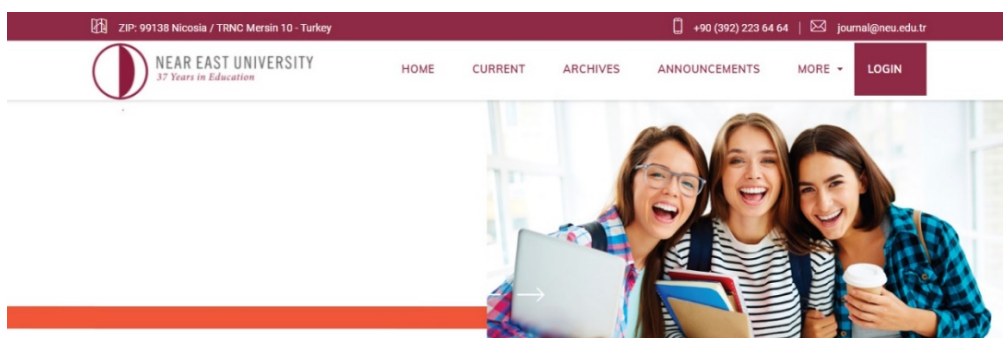 ZIP: 99138 Nicosia / TRNC Mersin 10 - Turkey
+90 (392) 223 64 64 | journal@neu.edu.tr
NEAR EAST UNIVERSITY
37 Years in Education
HOME CURRENT ARCHIVES ANNOUNCEMENTS MORE LOGIN